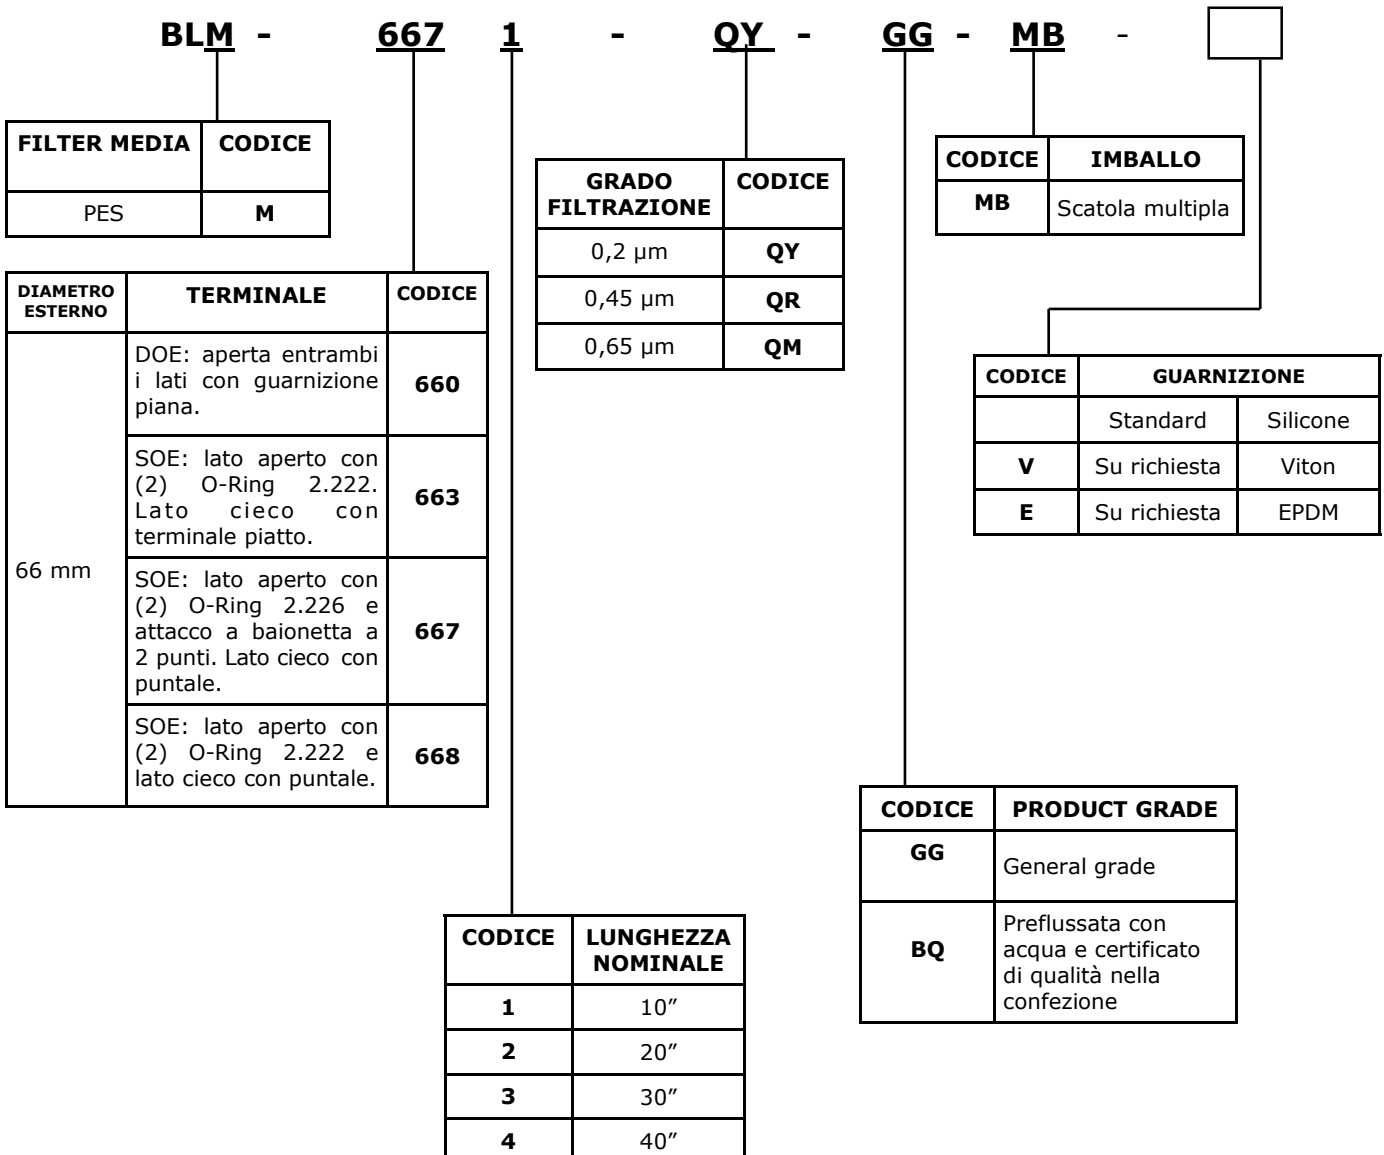 BLM - 667 1 - QY - GG - MB -
FILTER MEDIA CODICE
PES M
DIAMETRO ESTERNO TERMINALE CODICE
66 mm
DOE: aperta entrambi
i lati con guarnizione
piana.
660
SOE: lato aperto con
(2) O-Ring 2.222.
Lato cieco con
terminale piatto.
663
SOE: lato aperto con
(2) O-Ring 2.226 e
attacco a baionetta a
2 punti. Lato cieco con
puntale.
667
SOE: lato aperto con
(2) O-Ring 2.222 e
lato cieco con puntale.
668
GRADO
FILTRAZIONE
CODICE
0,2 µm QY
0,45 µm QR
0,65 µm QM
CODICE IMBALLO
MB Scatola multipla
CODICE GUARNIZIONE
Standard Silicone
V Su richiesta Viton
E Su richiesta EPDM
CODICE PRODUCT GRADE
GG General grade
BQ
Preflussata con
acqua e certificato
di qualità nella
confezione
CODICE
LUNGHEZZA
NOMINALE
1 10”
2 20”
3 30”
4 40”